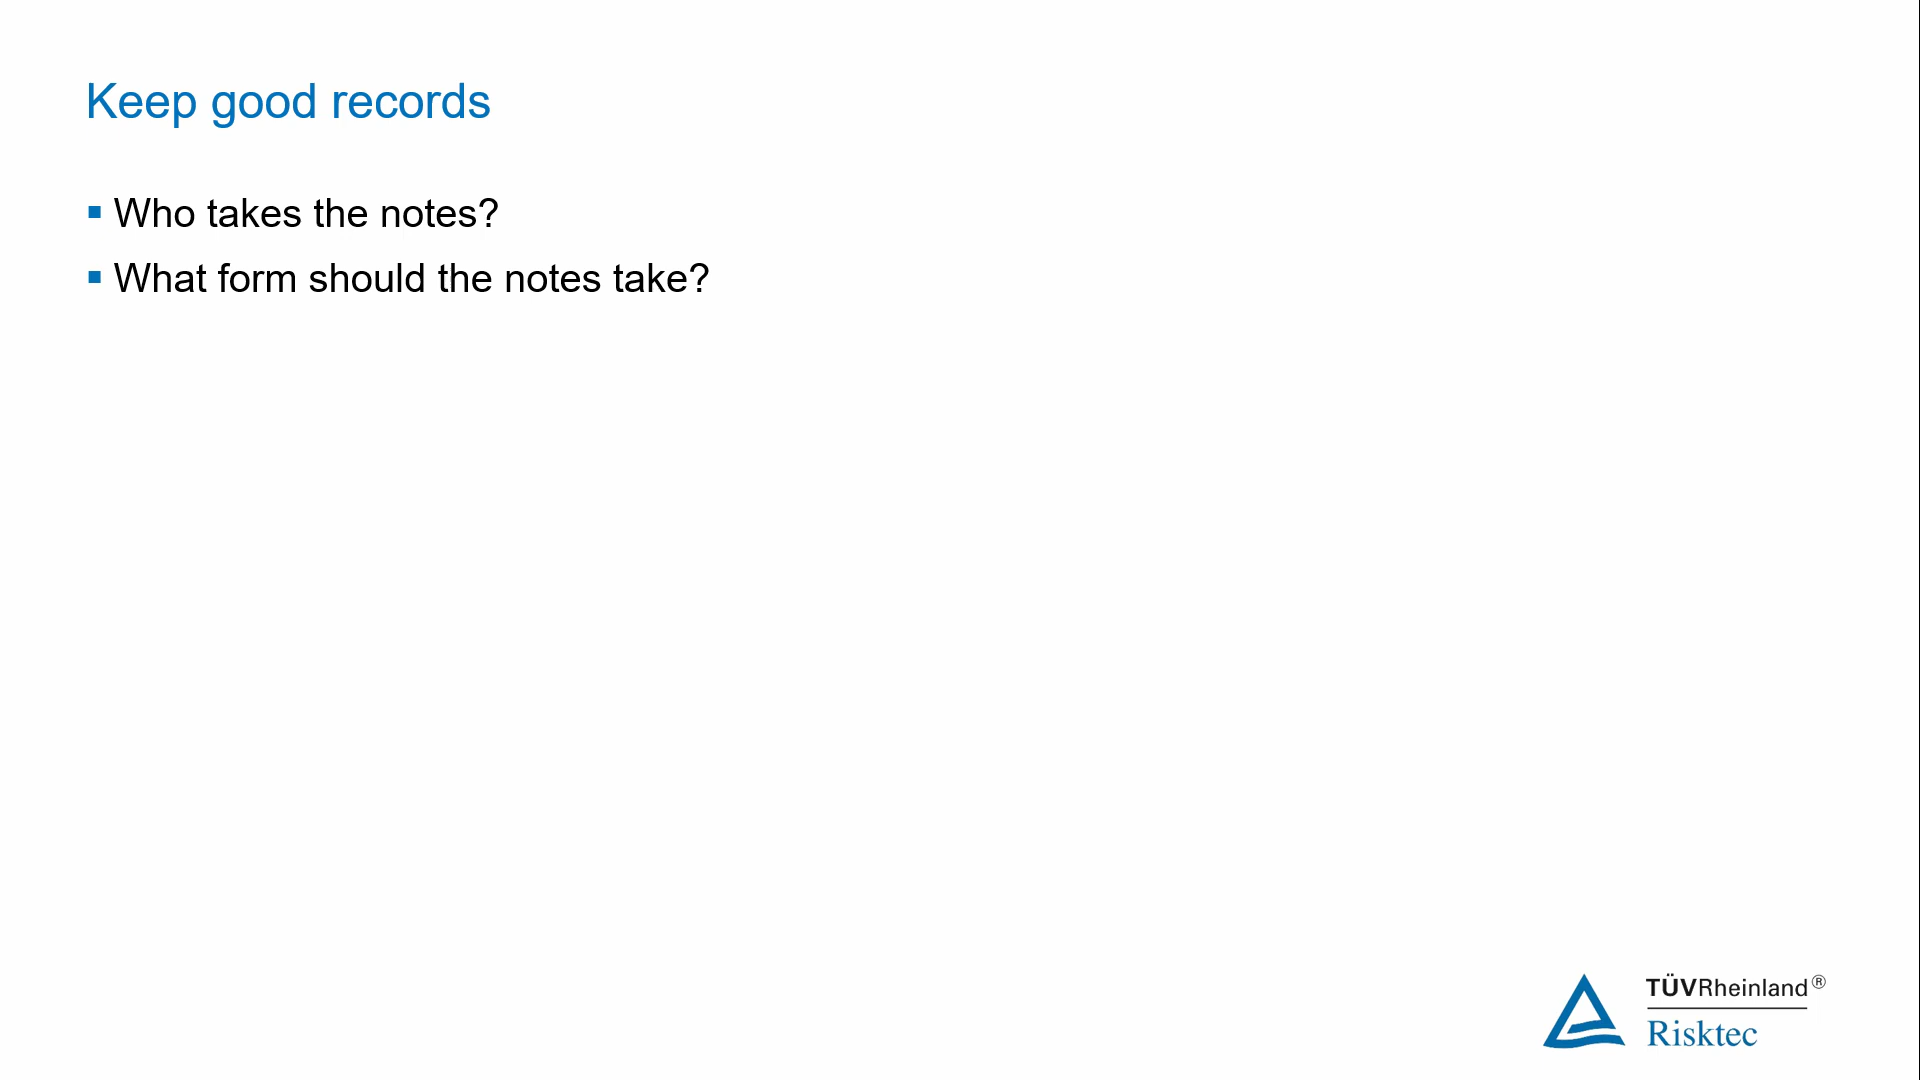 Keep good records
▪ Who takes the notes?
▪ What form should the notes take?
TÜVRheinland®
Risktec